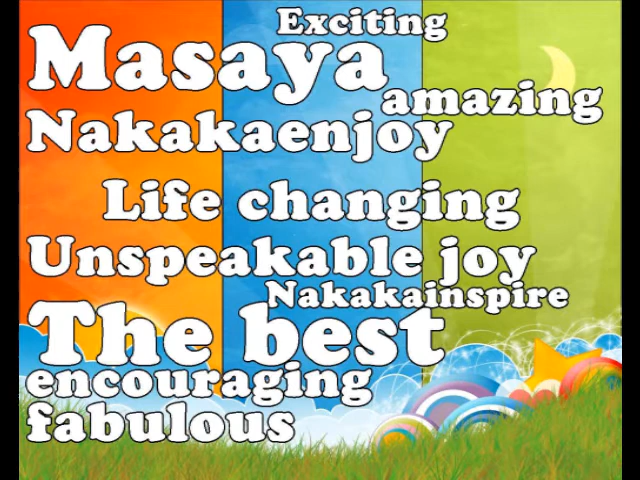 Exciting
Masaya
amazing
Nakakaenjoy
Life changing
Unspeakable joy
Nakakainspire
The best
encouraging
fabulous